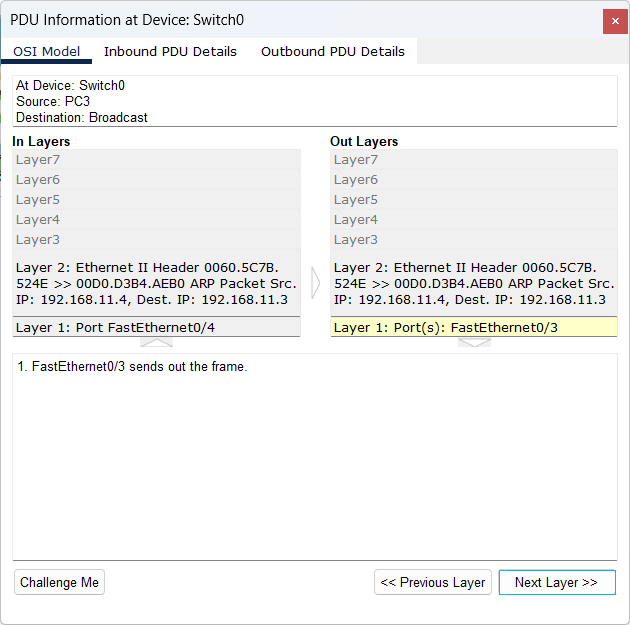 PDU Information at Device: Switch0
OSI Model Inbound PDU Details Outbound PDU Details
At Device: Switch0
Source: PC3
Destination: Broadcast
In Layers
Layer7
Layer6
Layer5
Layer4
Layer3
Layer 2: Ethernet II Header 0060.5C7B.
524E >> 00D0.D3B4.AEB0 ARP Packet Src.
IP: 192.168.11.4, Dest. IP: 192.168.11.3
Layer 1: Port FastEthernet0/4
Out Layers
Layer7
Layer6
Layer5
Layer4
Layer3
Layer 2: Ethernet II Header 0060.5C7B.
524E >> 00D0.D3B4.AEB0 ARP Packet Src.
IP: 192.168.11.4, Dest. IP: 192.168.11.3
Layer 1: Port(s): FastEthernet0/3
1. FastEthernet0/3 sends out the frame.
Challenge Me << Previous Layer Next Layer >>